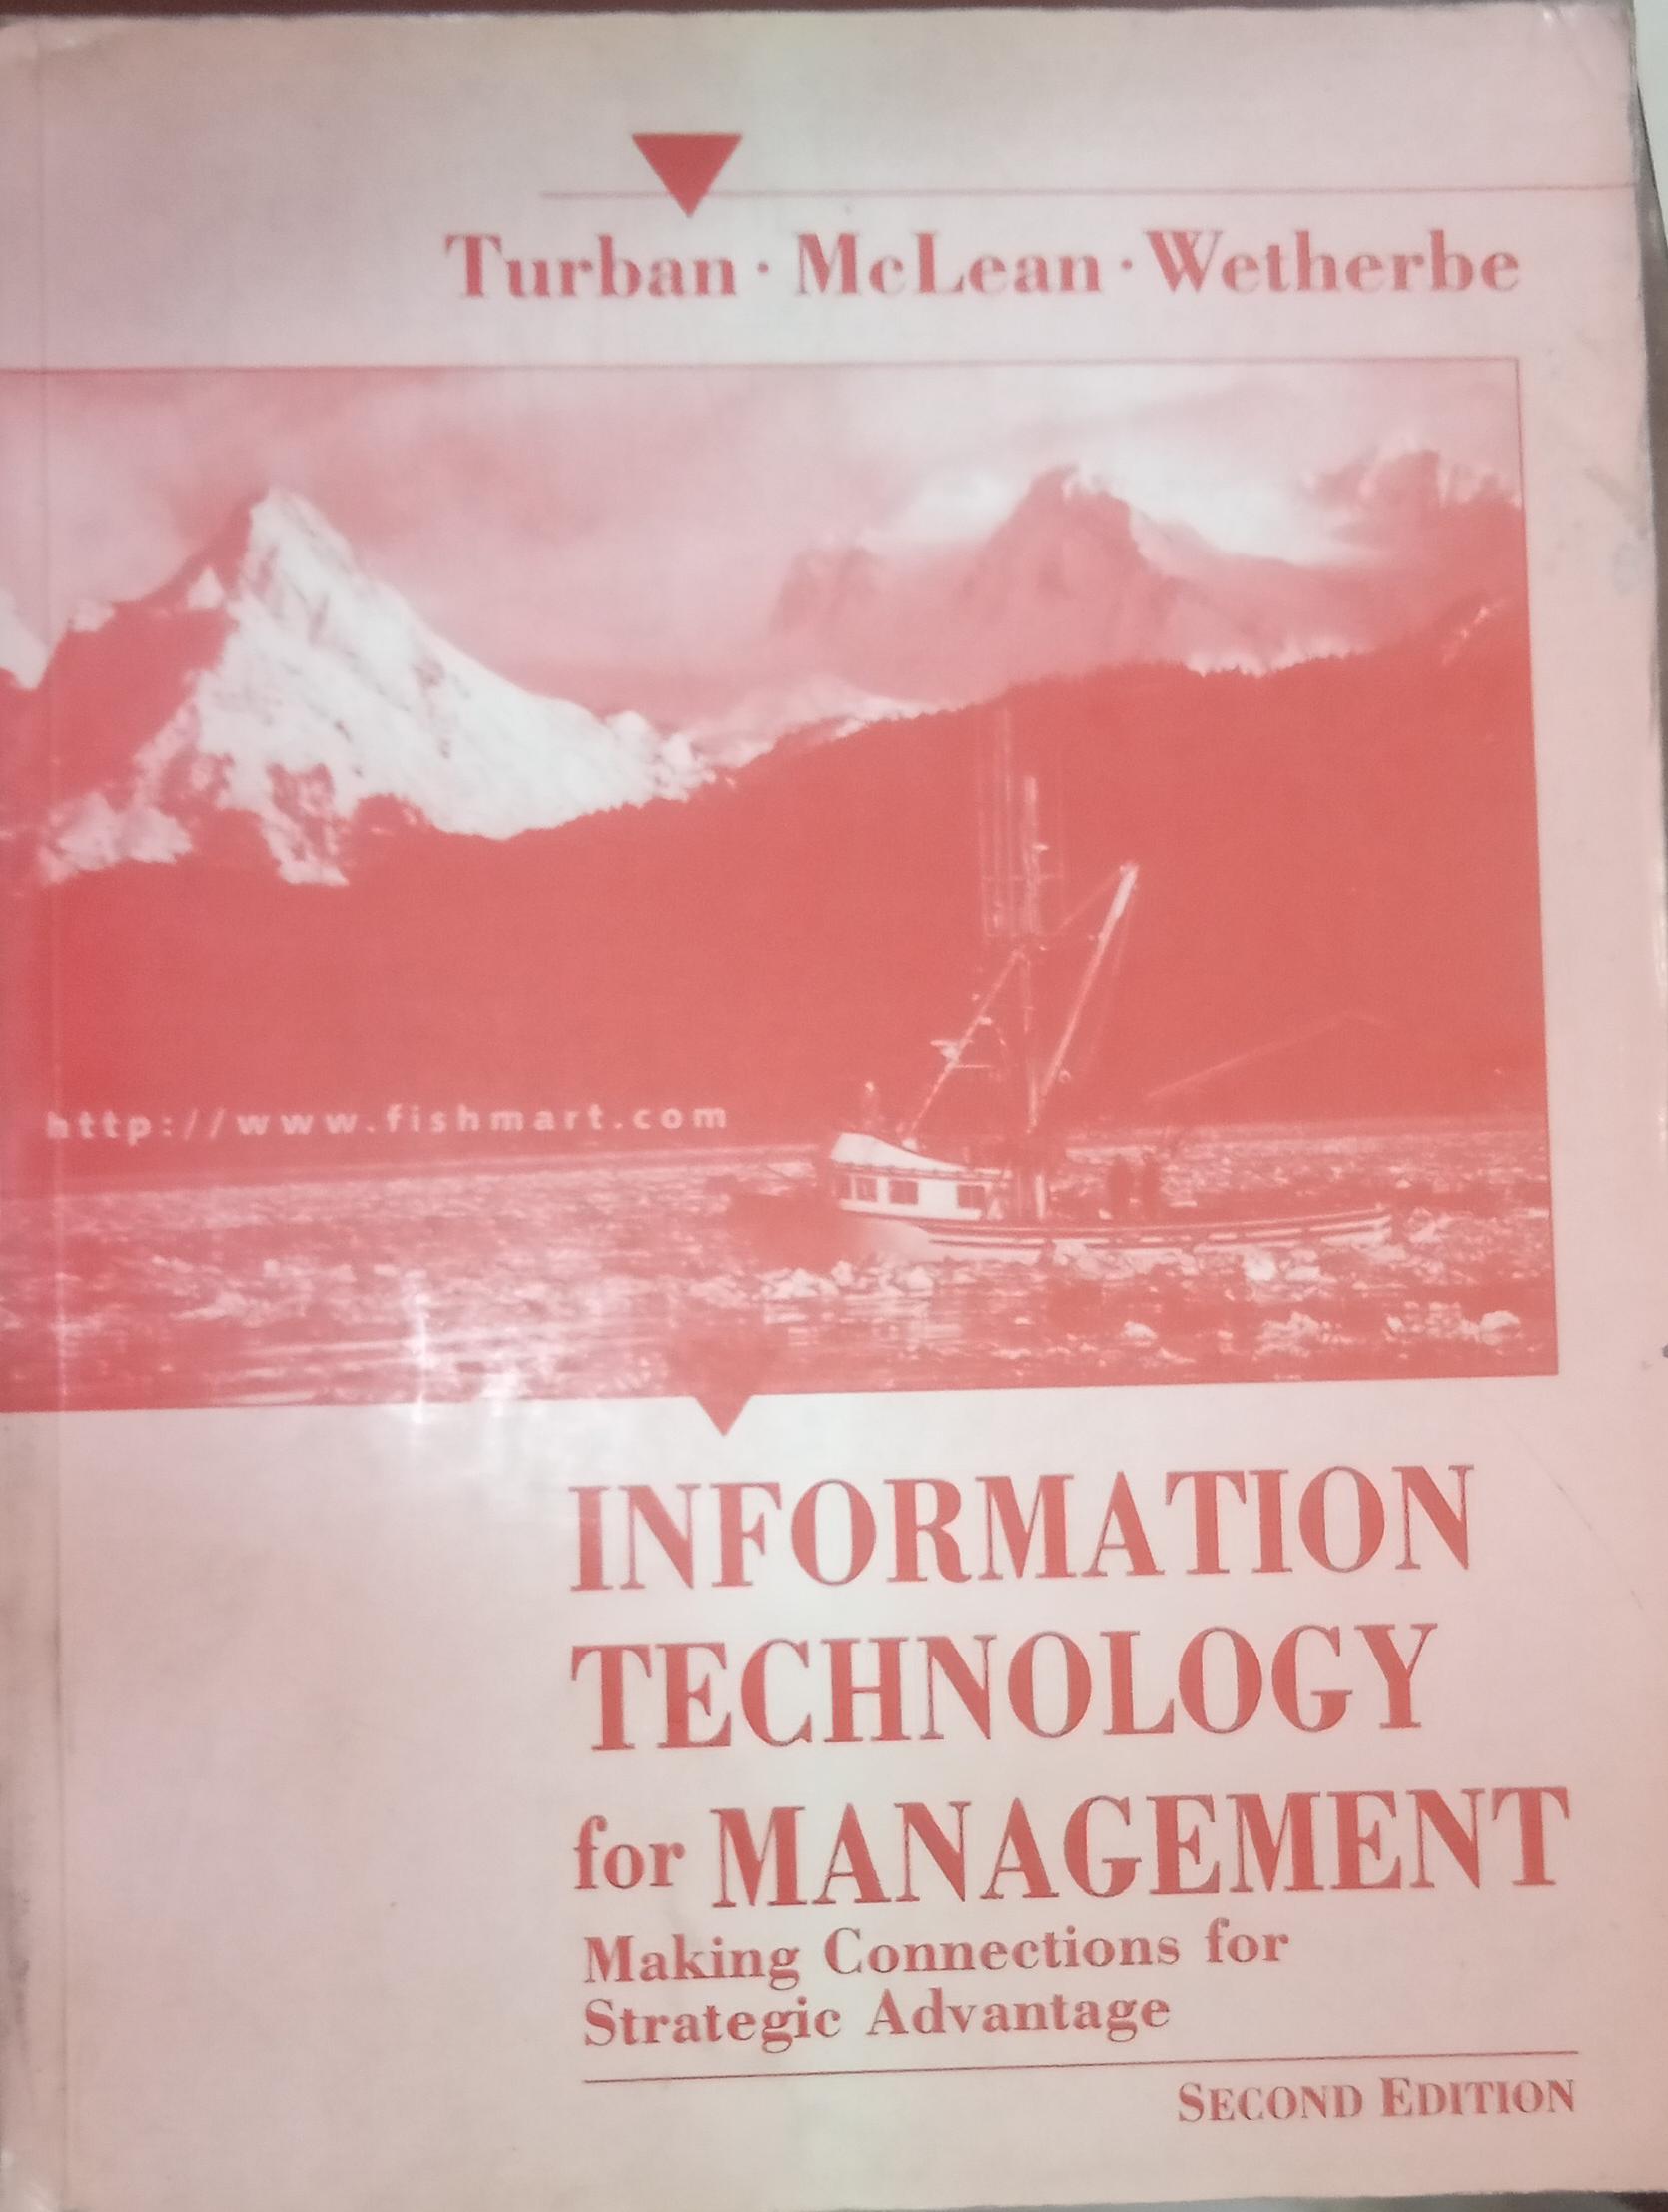 Turban · McLean · Wetherbe
http://www.fishmart.com
INFORMATION
TECHNOLOGY
for MANAGEMENT
Making Connections for
Strategic Advantage
SECOND EDITION